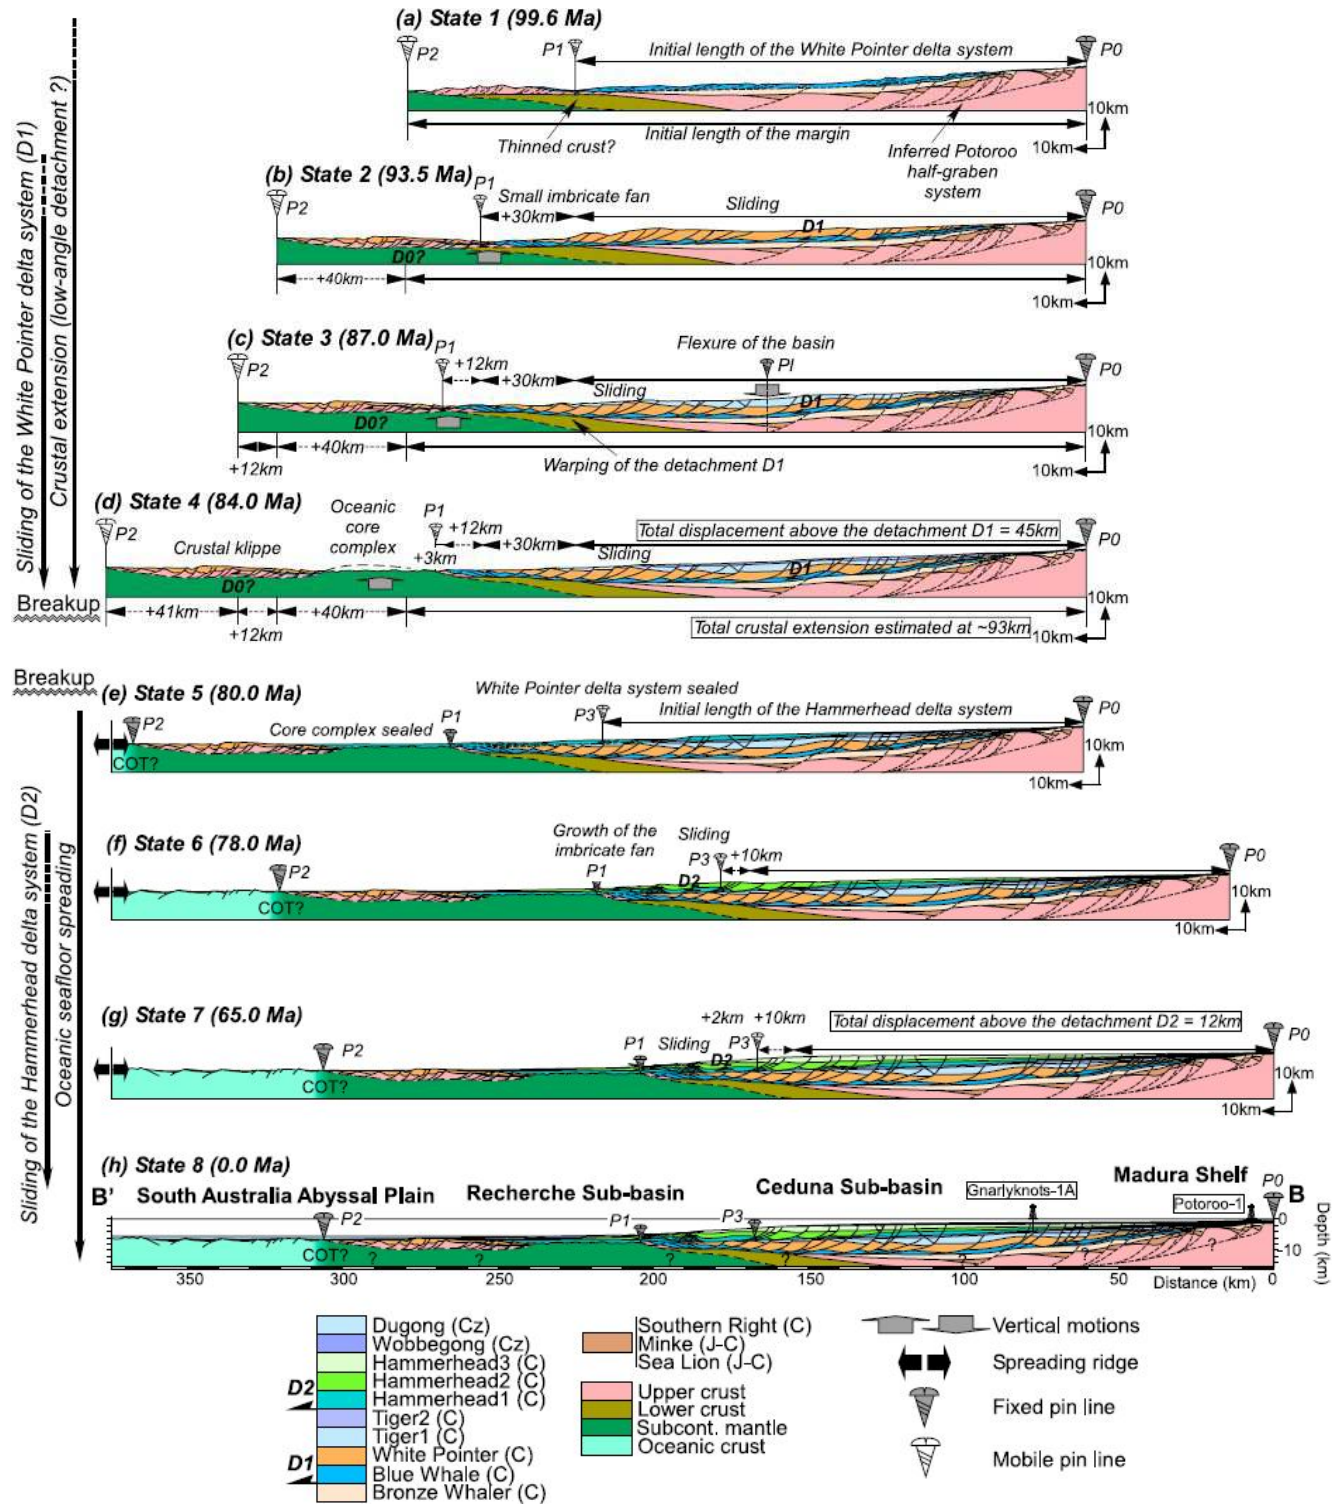 (a) State 1 (99.6 Ma)
P2
P1
Initial length of the White Pointer delta system
P0
Thinned crust?
Initial length of the margin
10km
10km
Inferred Potoroo
half-graben
system
(b) State 2 (93.5 Ma)
P2
P1
Small imbricate fan
+30km
Sliding
P0
D1
D0?
+40km
10km
10km
(c) State 3 (87.0 Ma)
P2
P1
+12km
+30km
Flexure of the basin
PI
P0
Sliding
D1
D0?
+12km
+40km
Warping of the detachment D1
10km
10km
(d) State 4 (84.0 Ma)
P2
Crustal klippe
Oceanic
core
complex
P1
+12km
+3km
+30km
Sliding
Total displacement above the detachment D1 = 45km
P0
D1
D0?
+41km
+12km
+40km
Total crustal extension estimated at ~93km
10km
10km
Sliding of the White Pointer delta system (D1)
Crustal extension (low-angle detachment ?)
Breakup
Breakup
(e) State 5 (80.0 Ma)
White Pointer delta system sealed
P2
Core complex sealed
P1
P3
Initial length of the Hammerhead delta system
P0
COT?
10km
10km
(f) State 6 (78.0 Ma)
Growth of the
imbricate fan
Sliding
P2
P1
P3
+10km
P0
D2
COT?
10km
10km
(g) State 7 (65.0 Ma)
+2km
+10km
Total displacement above the detachment D2 = 12km
P0
P2
P1
Sliding
D2
P3
COT?
10km
10km
Sliding of the Hammerhead delta system (D2)
Oceanic seafloor spreading
(h) State 8 (0.0 Ma)
B'
South Australia Abyssal Plain
Recherche Sub-basin
Ceduna Sub-basin
Gnarlyknots-1A
Madura Shelf
Potoroo-1
P0
B
P2
P1
P3
COT?
?
?
?
?
?
?
?
0
10
Depth (km)
350
300
250
200
150
100
50
Distance (km)
0
Dugong (Cz)
Wobbegong (Cz)
Hammerhead3 (C)
Hammerhead2 (C)
D2
Hammerhead1 (C)
Tiger2 (C)
Tiger1 (C)
White Pointer (C)
D1
Blue Whale (C)
Bronze Whaler (C)
Southern Right (C)
Minke (J-C)
Sea Lion (J-C)
Upper crust
Lower crust
Subcont. mantle
Oceanic crust
Vertical motions
Spreading ridge
Fixed pin line
Mobile pin line